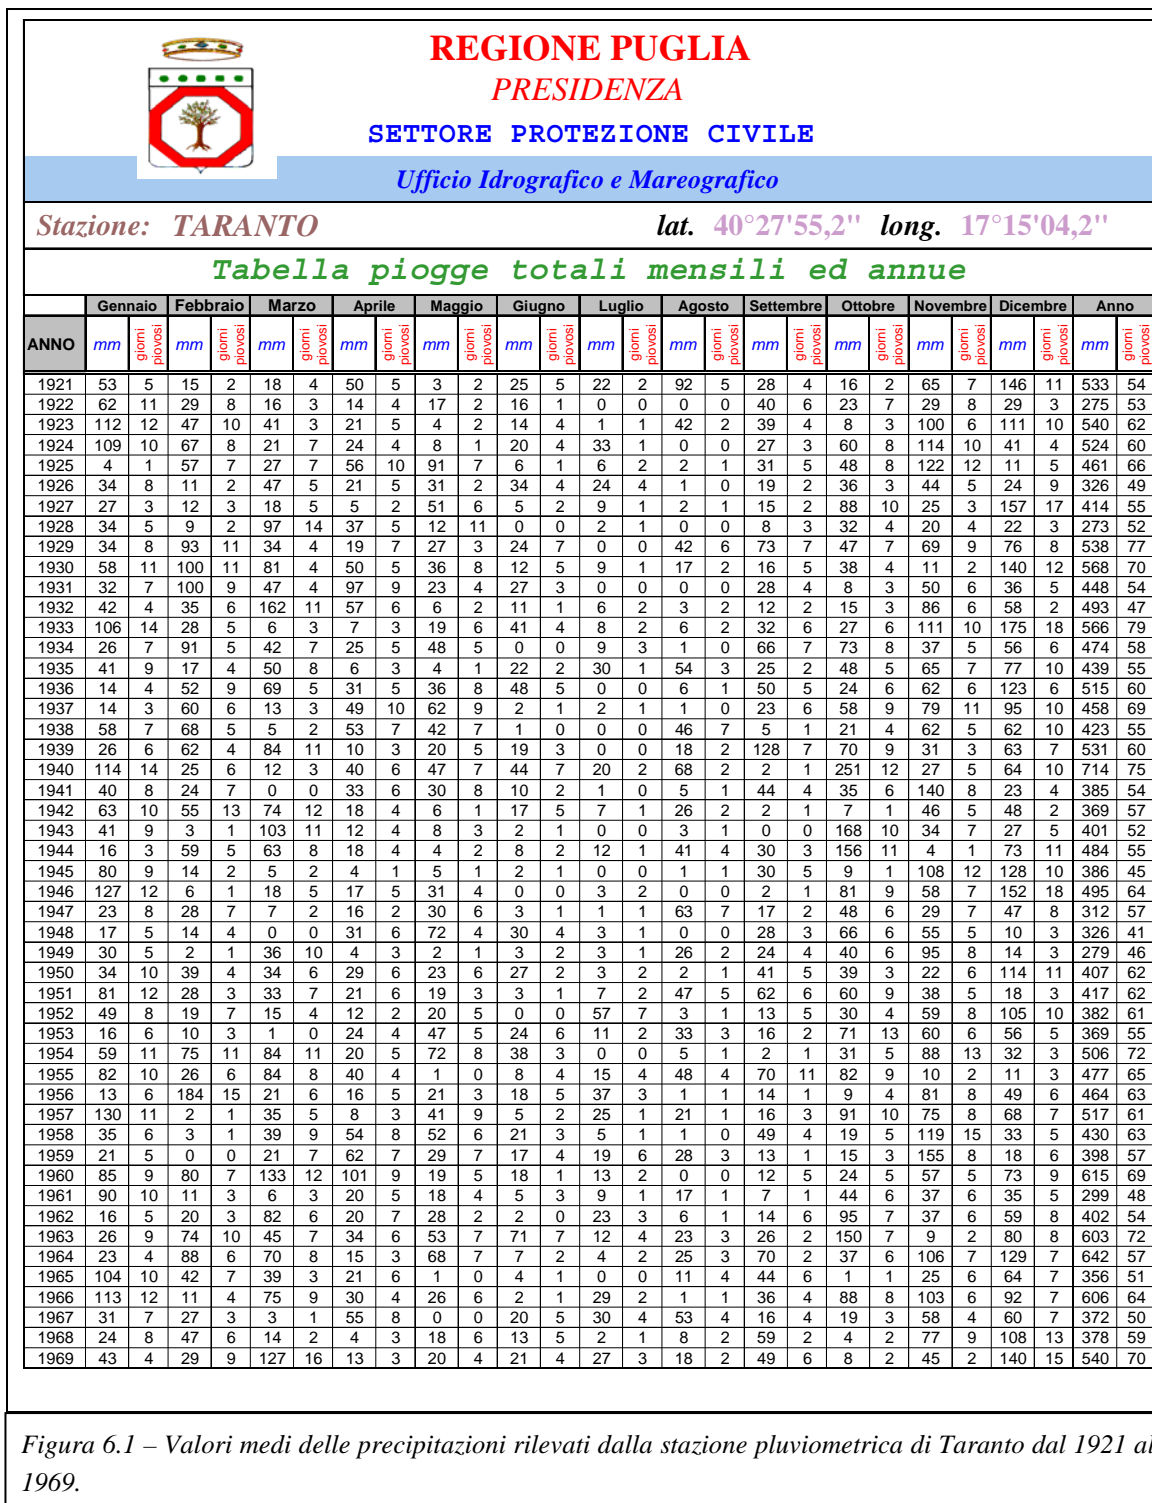 REGIONE PUGLIA
PRESIDENZA
SETTORE PROTEZIONE CIVILE
Ufficio Idrografico e Mareografico
Stazione: TARANTO lat. 40°27'55,2" long. 17°15'04,2"
Tabella piogge totali mensili ed annue
Gennaio Febbraio Marzo Aprile Maggio Giugno Luglio Agosto Settembre Ottobre Novembre Dicembre Anno
ANNO mm giorni piovosi mm giorni piovosi mm giorni piovosi mm giorni piovosi mm giorni piovosi mm giorni piovosi mm giorni piovosi mm giorni piovosi mm giorni piovosi mm giorni piovosi mm giorni piovosi mm giorni piovosi mm giorni piovosi
1921 53 5 15 2 18 4 50 5 3 2 25 5 22 2 92 5 28 4 16 2 65 7 146 11 533 54
1922 62 11 29 8 16 3 14 4 17 2 16 1 0 0 0 0 40 6 23 7 29 8 29 3 275 53
1923 112 12 47 10 41 3 21 5 4 2 14 4 1 1 42 2 39 4 8 3 100 6 111 10 540 62
1924 109 10 67 8 21 7 24 4 8 1 20 4 33 1 0 0 27 3 60 8 114 10 41 4 524 60
1925 4 1 57 7 27 7 56 10 91 7 6 1 6 2 2 1 31 5 48 8 122 12 11 5 461 66
1926 34 8 11 2 47 5 21 5 31 2 34 4 24 4 1 0 19 2 36 3 44 5 24 9 326 49
1927 27 3 12 3 18 5 5 2 51 6 5 2 9 1 2 1 15 2 88 10 25 3 157 17 414 55
1928 34 5 9 2 97 14 37 5 12 11 0 0 2 1 0 0 8 3 32 4 20 4 22 3 273 52
1929 34 8 93 11 34 4 19 7 27 3 24 7 0 0 42 6 73 7 47 7 69 9 76 8 538 77
1930 58 11 100 11 81 4 50 5 36 8 12 5 9 1 17 2 16 5 38 4 11 2 140 12 568 70
1931 32 7 100 9 47 4 97 9 23 4 27 3 0 0 0 0 28 4 8 3 50 6 36 5 448 54
1932 42 4 35 6 162 11 57 6 6 2 11 1 6 2 3 2 12 2 15 3 86 6 58 2 493 47
1933 106 14 28 5 6 3 7 3 19 6 41 4 8 2 6 2 32 6 27 6 111 10 175 18 566 79
1934 26 7 91 5 42 7 25 5 48 5 0 0 9 3 1 0 66 7 73 8 37 5 56 6 474 58
1935 41 9 17 4 50 8 6 3 4 1 22 2 30 1 54 3 25 2 48 5 65 7 77 10 439 55
1936 14 4 52 9 69 5 31 5 36 8 48 5 0 0 6 1 50 5 24 6 62 6 123 6 515 60
1937 14 3 60 6 13 3 49 10 62 9 2 1 2 1 1 0 23 6 58 9 79 11 95 10 458 69
1938 58 7 68 5 5 2 53 7 42 7 1 0 0 0 46 7 5 1 21 4 62 5 62 10 423 55
1939 26 6 62 4 84 11 10 3 20 5 19 3 0 0 18 2 128 7 70 9 31 3 63 7 531 60
1940 114 14 25 6 12 3 40 6 47 7 44 7 20 2 68 2 2 1 251 12 27 5 64 10 714 75
1941 40 8 24 7 0 0 33 6 30 8 10 2 1 0 5 1 44 4 35 6 140 8 23 4 385 54
1942 63 10 55 13 74 12 18 4 6 1 17 5 7 1 26 2 2 1 7 1 46 5 48 2 369 57
1943 41 9 3 1 103 11 12 4 8 3 2 1 0 0 3 1 0 0 168 10 34 7 27 5 401 52
1944 16 3 59 5 63 8 18 4 4 2 8 2 12 1 41 4 30 3 156 11 4 1 73 11 484 55
1945 80 9 14 2 5 2 4 1 5 1 2 1 0 0 1 1 30 5 9 1 108 12 128 10 386 45
1946 127 12 6 1 18 5 17 5 31 4 0 0 3 2 0 0 2 1 81 9 58 7 152 18 495 64
1947 23 8 28 7 7 2 16 2 30 6 3 1 1 1 63 7 17 2 48 6 29 7 47 8 312 57
1948 17 5 14 4 0 0 31 6 72 4 30 4 3 1 0 0 28 3 66 6 55 5 10 3 326 41
1949 30 5 2 1 36 10 4 3 2 1 3 2 3 1 26 2 24 4 40 6 95 8 14 3 279 46
1950 34 10 39 4 34 6 29 6 23 6 27 2 3 2 2 1 41 5 39 3 22 6 114 11 407 62
1951 81 12 28 3 33 7 21 6 19 3 3 1 7 2 47 5 62 6 60 9 38 5 18 3 417 62
1952 49 8 19 7 15 4 12 2 20 5 0 0 57 7 3 1 13 5 30 4 59 8 105 10 382 61
1953 16 6 10 3 1 0 24 4 47 5 24 6 11 2 33 3 16 2 71 13 60 6 56 5 369 55
1954 59 11 75 11 84 11 20 5 72 8 38 3 0 0 5 1 2 1 31 5 88 13 32 3 506 72
1955 82 10 26 6 84 8 40 4 1 0 8 4 15 4 48 4 70 11 82 9 10 2 11 3 477 65
1956 13 6 184 15 21 6 16 5 21 3 18 5 37 3 1 1 14 1 9 4 81 8 49 6 464 63
1957 130 11 2 1 35 5 8 3 41 9 5 2 25 1 21 1 16 3 91 10 75 8 68 7 517 61
1958 35 6 3 1 39 9 54 8 52 6 21 3 5 1 1 0 49 4 19 5 119 15 33 5 430 63
1959 21 5 0 0 21 7 62 7 29 7 17 4 19 6 28 3 13 1 15 3 155 8 18 6 398 57
1960 85 9 80 7 133 12 101 9 19 5 18 1 13 2 0 0 12 5 24 5 57 5 73 9 615 69
1961 90 10 11 3 6 3 20 5 18 4 5 3 9 1 17 1 7 1 44 6 37 6 35 5 299 48
1962 16 5 20 3 82 6 20 7 28 2 2 0 23 3 6 1 14 6 95 7 37 6 59 8 402 54
1963 26 9 74 10 45 7 34 6 53 7 71 7 12 4 23 3 26 2 150 7 9 2 80 8 603 72
1964 23 4 88 6 70 8 15 3 68 7 7 2 4 2 25 3 70 2 37 6 106 7 129 7 642 57
1965 104 10 42 7 39 3 21 6 1 0 4 1 0 0 11 4 44 6 1 1 25 6 64 7 356 51
1966 113 12 11 4 75 9 30 4 26 6 2 1 29 2 1 1 36 4 88 8 103 6 92 7 606 64
1967 31 7 27 3 3 1 55 8 0 0 20 5 30 4 53 4 16 4 19 3 58 4 60 7 372 50
1968 24 8 47 6 14 2 4 3 18 6 13 5 2 1 8 2 59 2 4 2 77 9 108 13 378 59
1969 43 4 29 9 127 16 13 3 20 4 21 4 27 3 18 2 49 6 8 2 45 2 140 15 540 70
Figura 6.1 – Valori medi delle precipitazioni rilevati dalla stazione pluviometrica di Taranto dal 1921 al
1969.